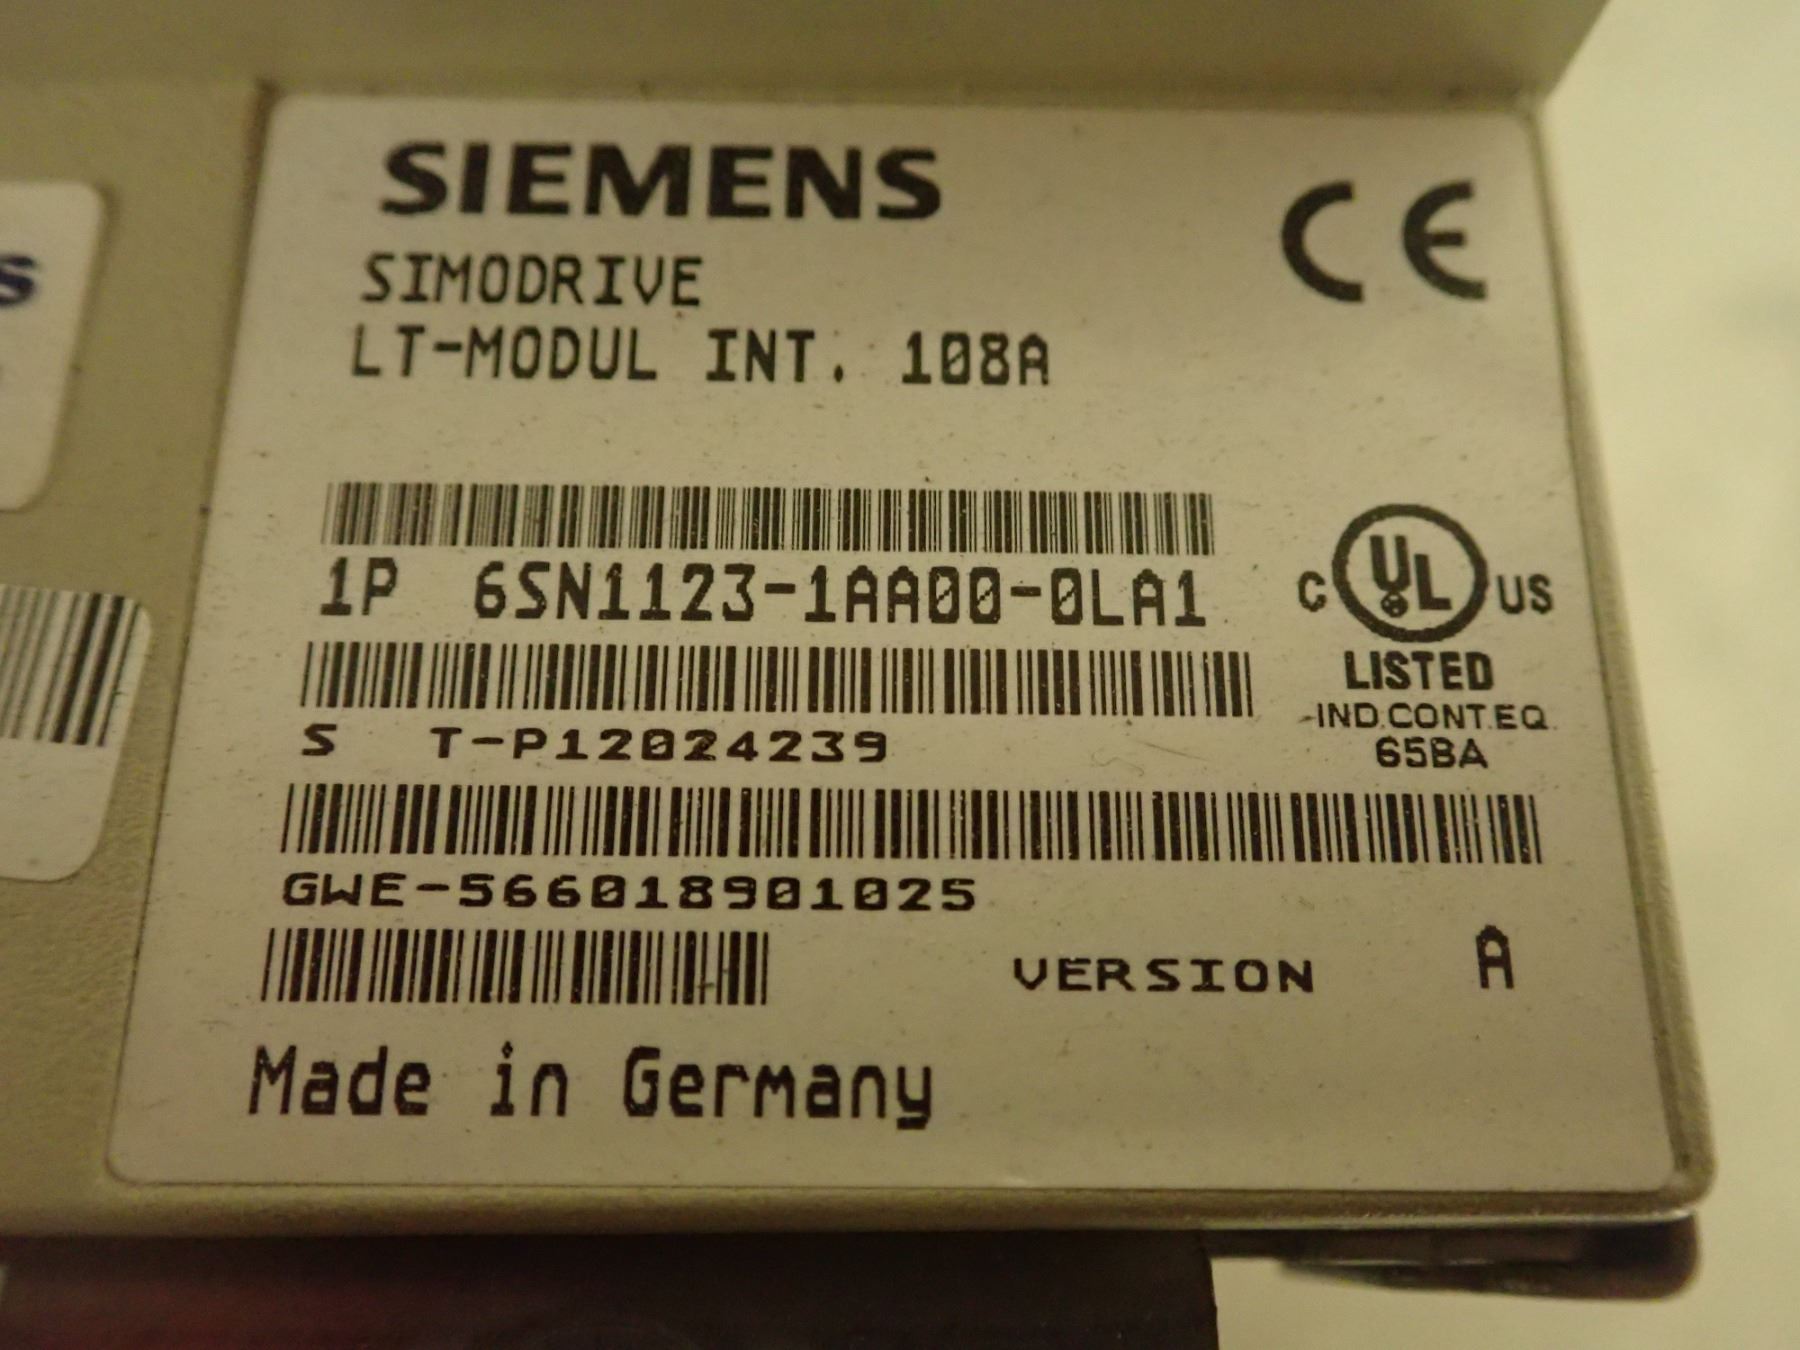 SIEMENS
CE
SIMODRIVE
LT-MODUL INT. 108A
1P 6SN1123-1AA00-0LA1
C UL US
LISTED
IND.CONT.EQ.
65BA
S T-P12024239
GWE-566018901025
VERSION A
Made in Germany
S